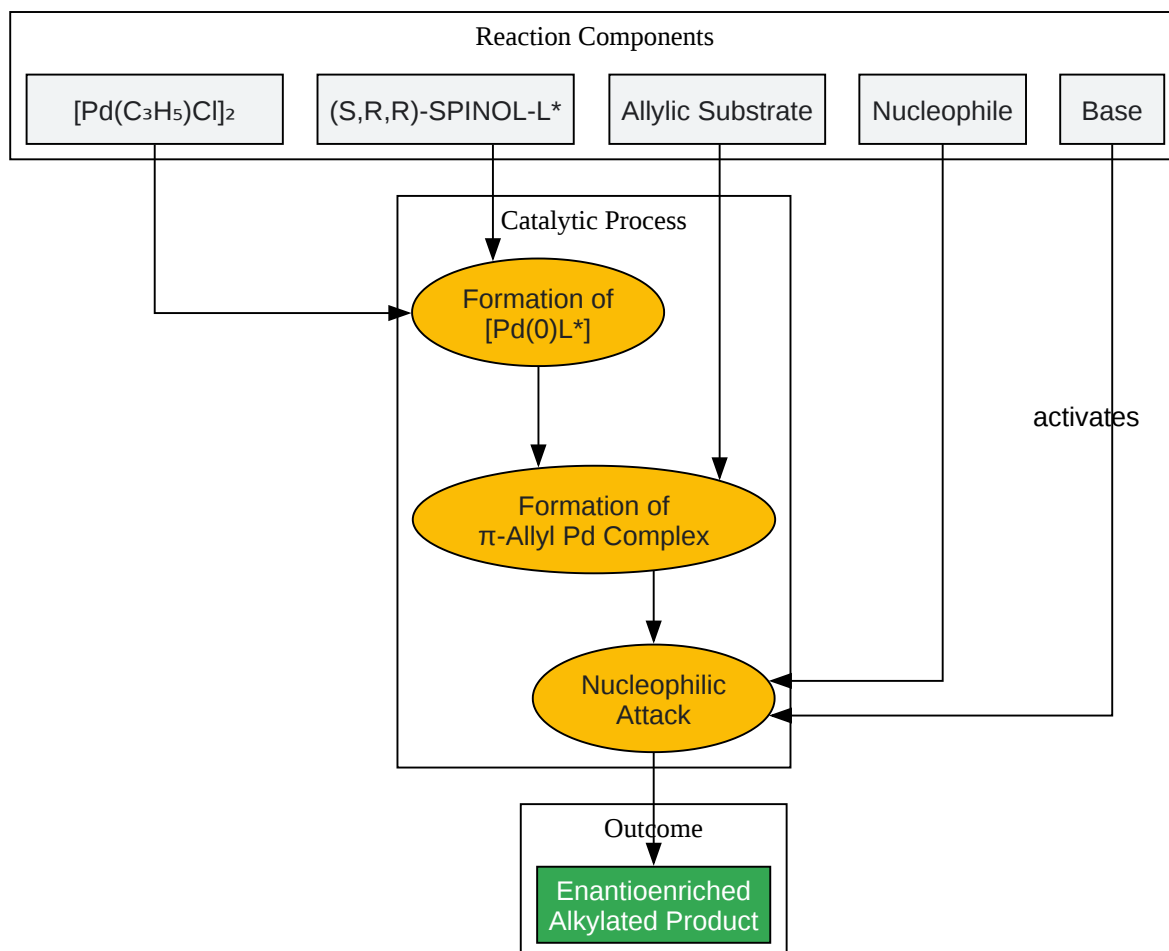 Reaction Components
[Pd(C₃H₅)Cl]₂
(S,R,R)-SPINOL-L*
Allylic Substrate
Nucleophile
Base
Catalytic Process
Formation of
[Pd(0)L*]
activates
Formation of
π-Allyl Pd Complex
Nucleophilic
Attack
Outcome
Enantioenriched
Alkylated Product